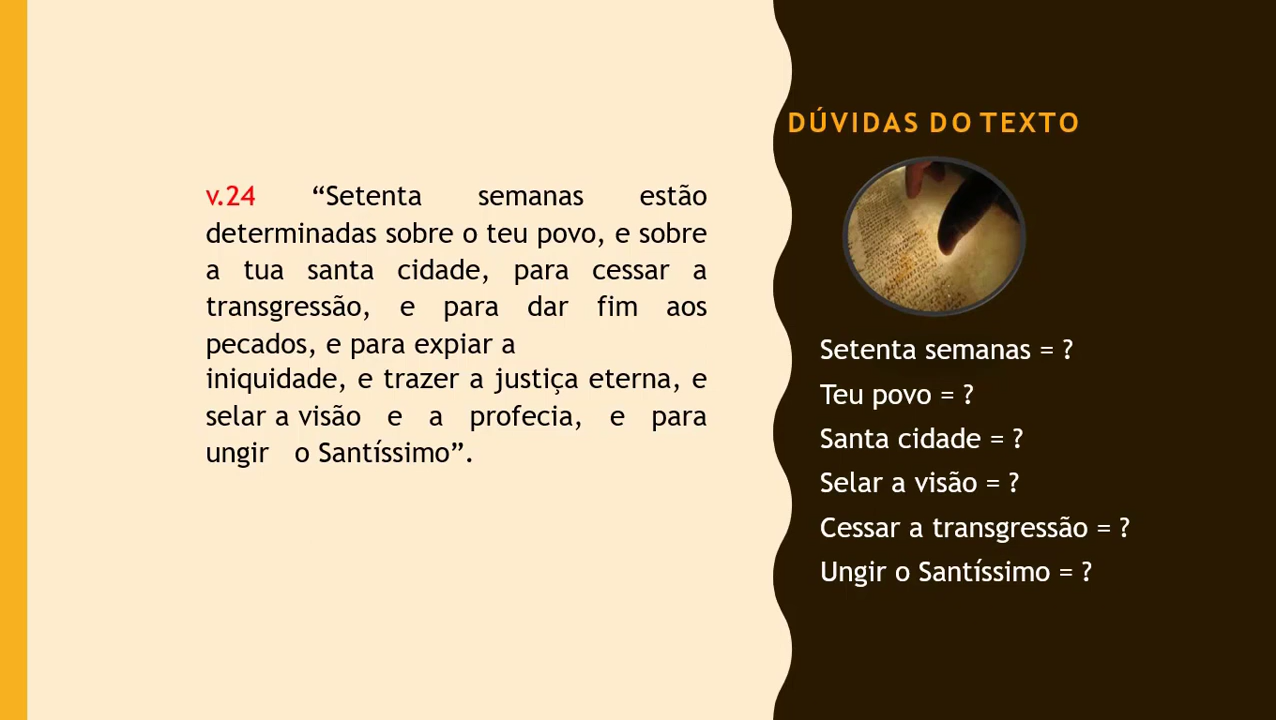 v.24 “Setenta semanas estão
determinadas sobre o teu povo, e sobre
a tua santa cidade, para cessar a
transgressão, e para dar fim aos
pecados, e para expiar a
iniquidade, e trazer a justiça eterna, e
selar a visão e a profecia, e para
ungir o Santíssimo”.
DÚVIDAS DO TEXTO
Setenta semanas = ?
Teu povo = ?
Santa cidade = ?
Selar a visão = ?
Cessar a transgressão = ?
Ungir o Santíssimo = ?